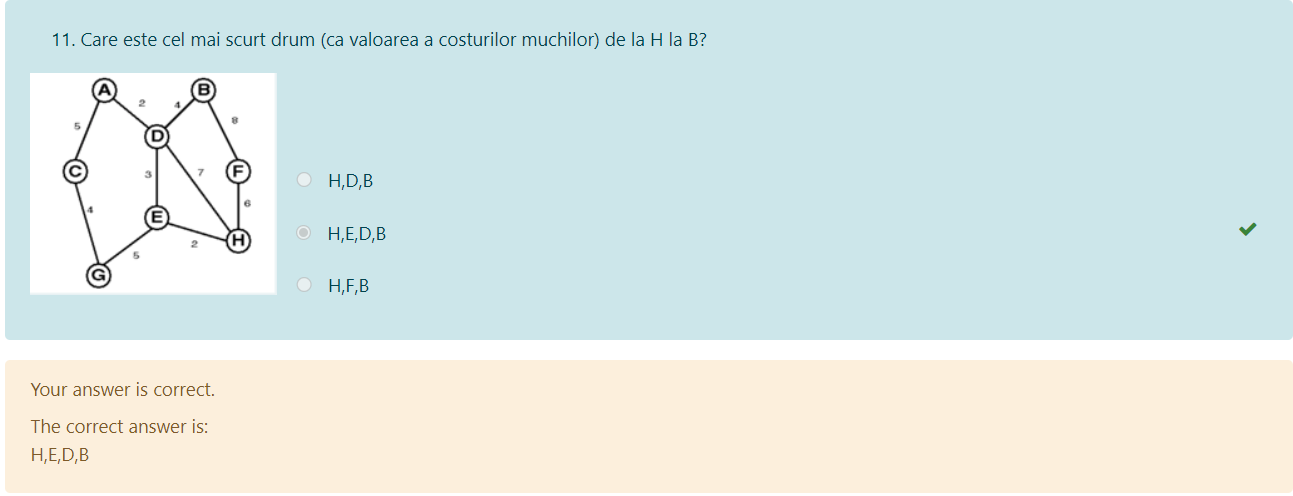 11. Care este cel mai scurt drum (ca valoarea a costurilor muchilor) de la H la B?
A
B
2
4
5
8
D
C
3
7
F
4
6
E
2
H
5
G
H,D,B
H,E,D,B
H,F,B
Your answer is correct.
The correct answer is:
H,E,D,B